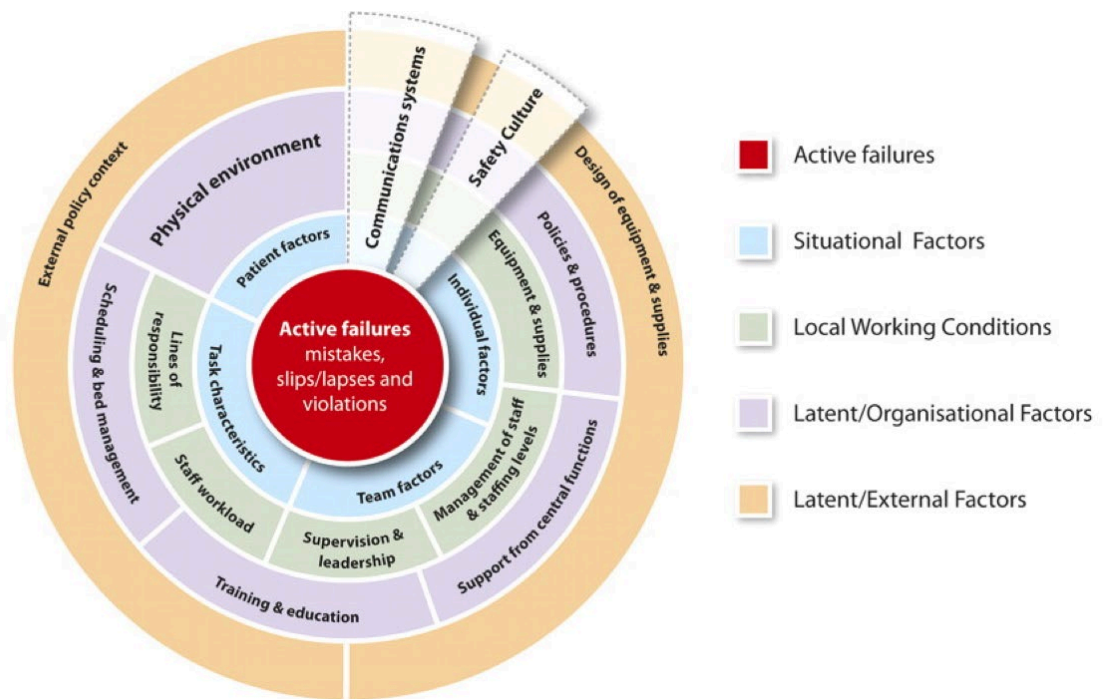 External policy context
Physical environment
Patient factors
Communications systems
Safety Culture
Design of equipment & supplies
Policies & procedures
Equipment & supplies
Individual factors
Active failures
mistakes,
slips/lapses and
violations
Scheduling & bed management
Lines of
responsibility
Task characteristics
Staff workload
Team factors
Management of staff
& staffing levels
Supervision &
leadership
Support from central functions
Training & education
Active failures
Situational Factors
Local Working Conditions
Latent/Organisational Factors
Latent/External Factors